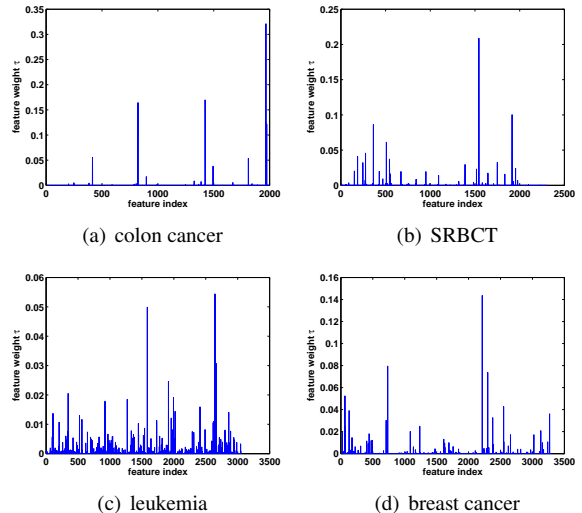 0.35
0.3
0.25
0.2
0.15
0.1
0.05
0
feature weight τ
0 500 1000 1500 2000
feature index
(a) colon cancer
0.25
0.2
0.15
0.1
0.05
0
feature weight τ
0 500 1000 1500 2000 2500
feature index
(b) SRBCT
0.06
0.05
0.04
0.03
0.02
0.01
0
feature weight τ
0 500 1000 1500 2000 2500 3000 3500
feature index
(c) leukemia
0.16
0.14
0.12
0.1
0.08
0.06
0.04
0.02
0
feature weight τ
0 500 1000 1500 2000 2500 3000 3500
feature index
(d) breast cancer